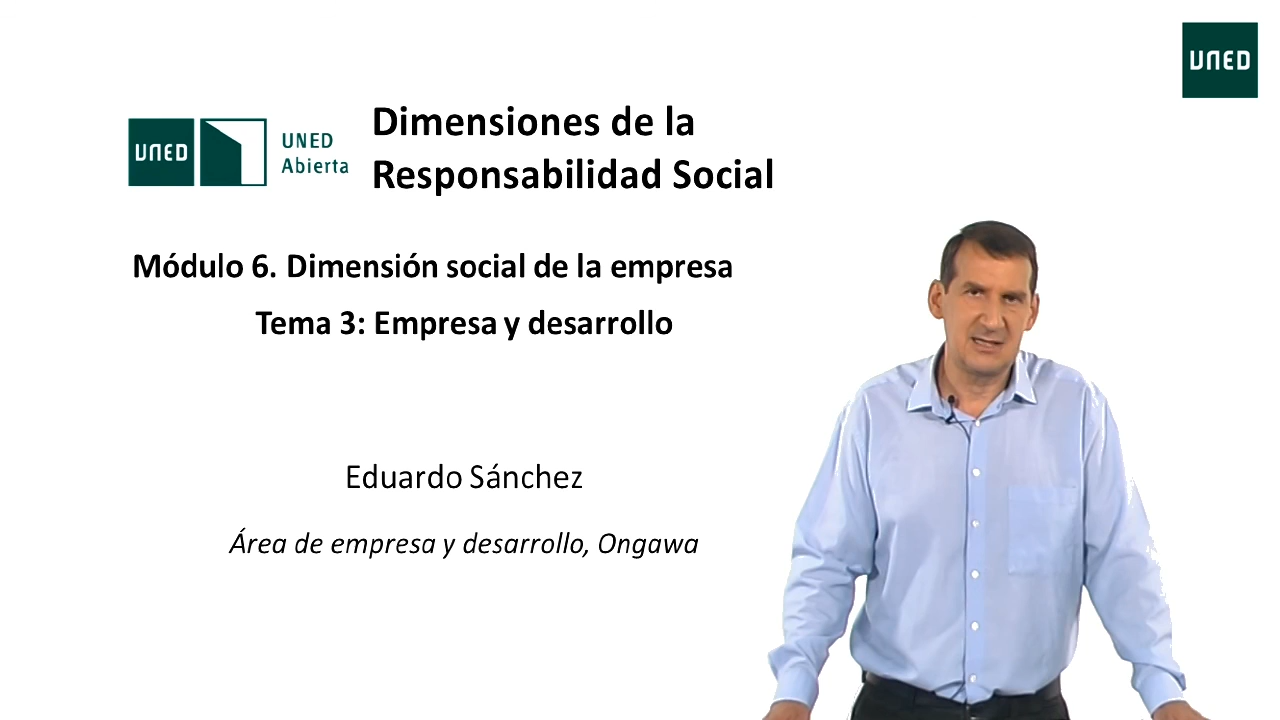 UNED
Dimensiones de la
Responsabilidad Social
UNED
UNED
Abierta
Módulo 6. Dimensión social de la empresa
Tema 3: Empresa y desarrollo
Eduardo Sánchez
Área de empresa y desarrollo, Ongawa